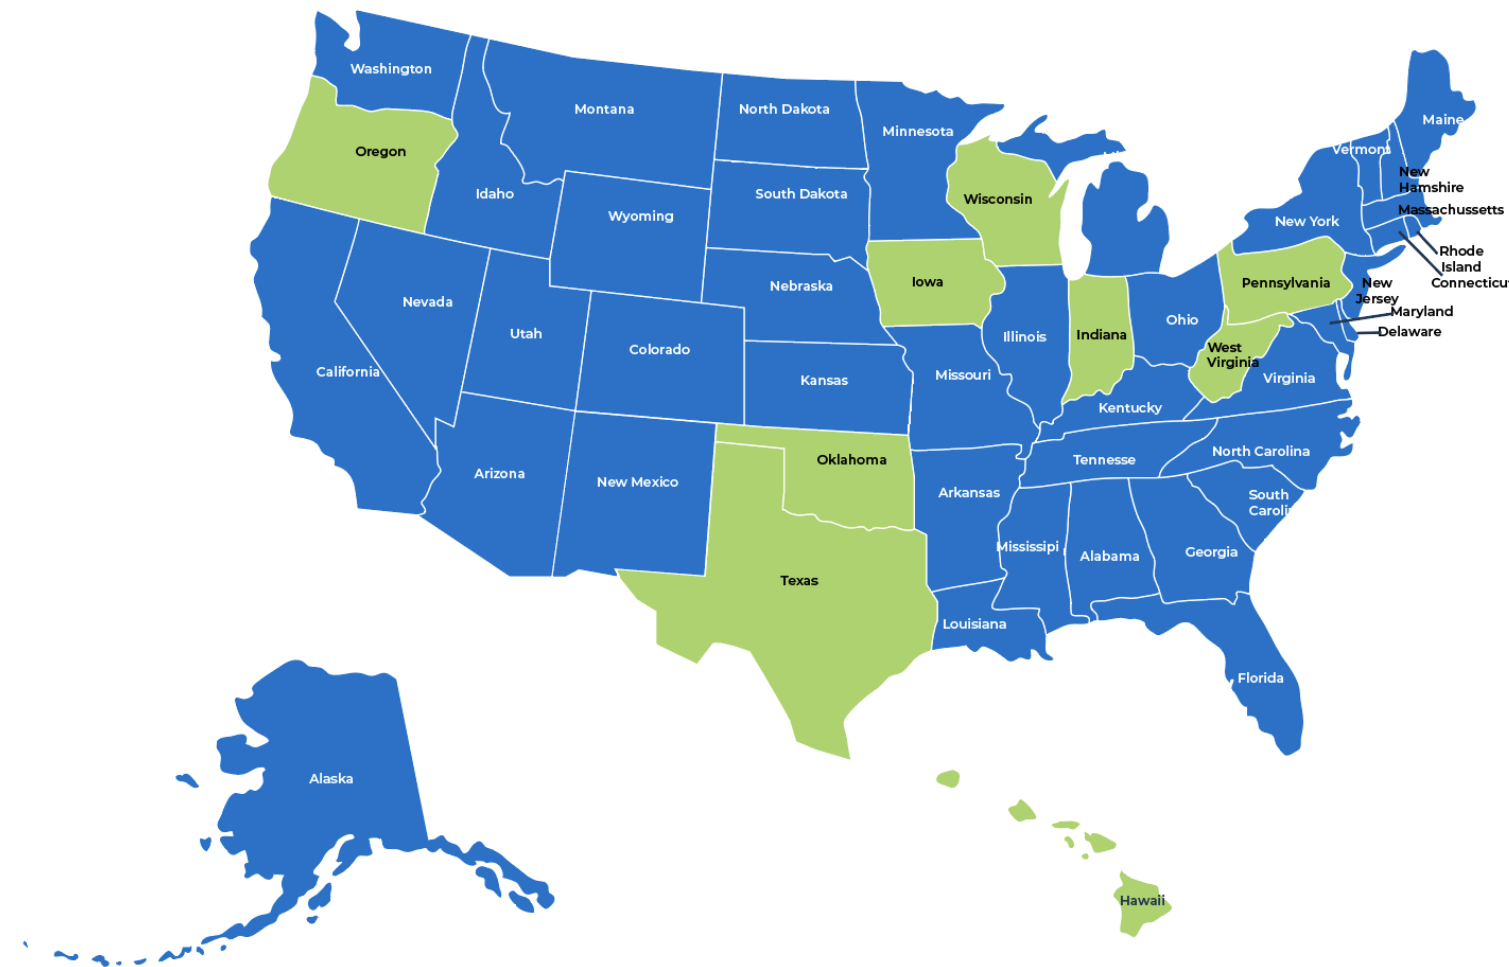 Washington
Montana
North Dakota
Minnesota
Maine
Oregon
Vermont
Idaho
South Dakota
Wisconsin
New
Hamshire
Wyoming
Massachussetts
New York
Rhode
Island
Connecticu
Nebraska
Iowa
Pennsylvania
New
Jersey
Nevada
Maryland
Utah
Colorado
Illinois
Indiana
Ohio
Delaware
West
Virginia
California
Kansas
Missouri
Virginia
Kentucky
Arizona
New Mexico
Oklahoma
Tennesse
North Carolina
Arkansas
South
Carolin
Mississipi
Alabama
Georgia
Texas
Louisiana
Florida
Alaska
Hawaii